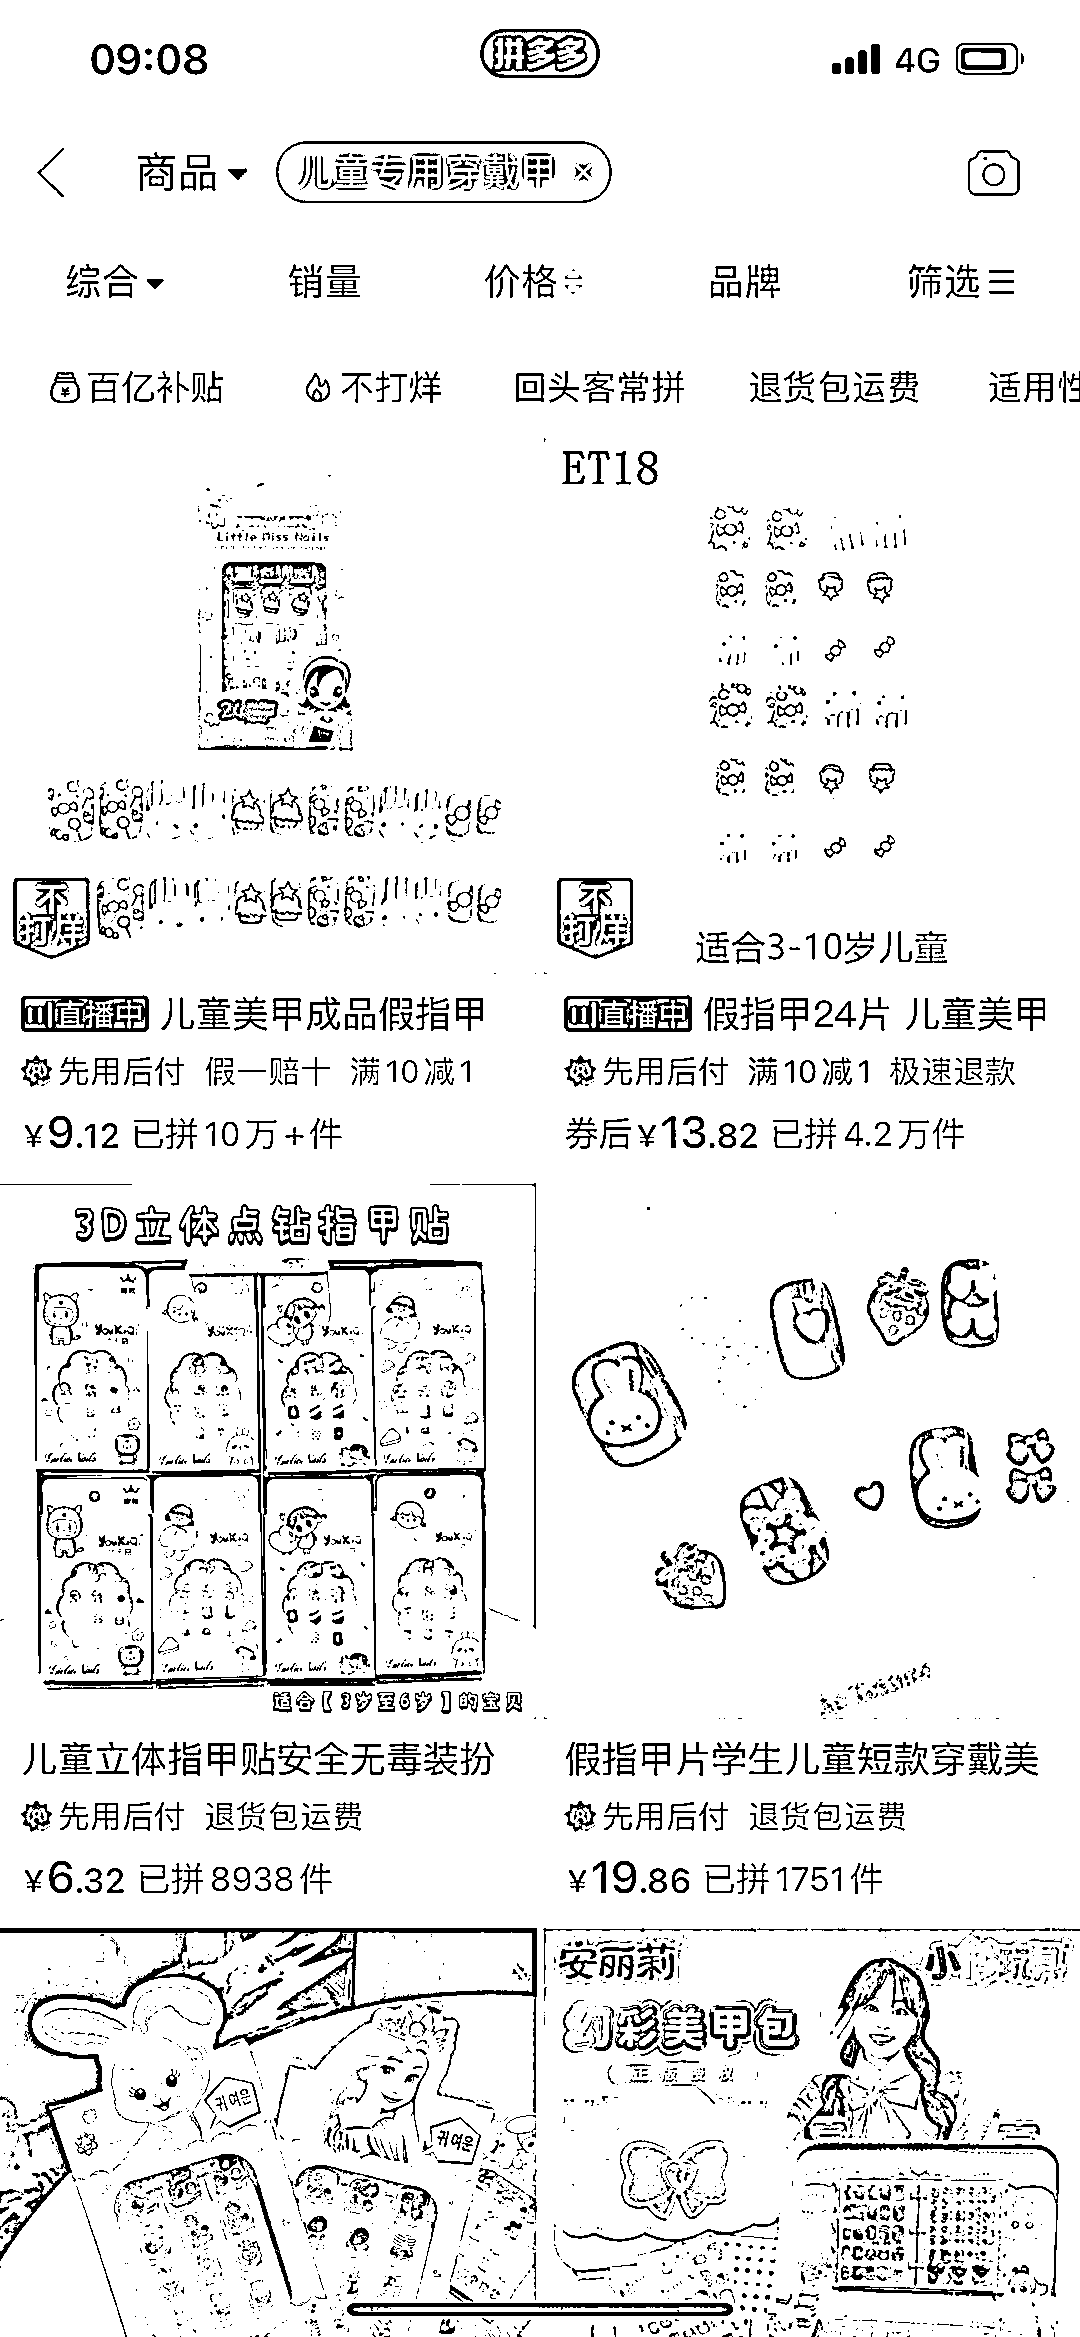 09:08
拼多多
4G
商品
儿童专用穿戴甲
综合 销量 价格 品牌 筛选
百亿补贴 不打烊 回头客常拼 退货包运费 适用性
Little Miss Nails
ET18
不打烊
不打烊
适合3-10岁儿童
直播中 儿童美甲成品假指甲
先用后付 假一赔十 满10减1
¥9.12 已拼10万+件
直播中 假指甲24片 儿童美甲
先用后付 满10减1 极速退款
券后¥13.82 已拼4.2万件
3D立体点钻指甲贴
适合【3岁至6岁】的宝贝
儿童立体指甲贴安全无毒装扮
先用后付 退货包运费
¥6.32 已拼8938件
假指甲片学生儿童短款穿戴美
先用后付 退货包运费
¥19.86 已拼1751件
귀여운
귀여운
安丽莉
幻彩美甲包
正版授权